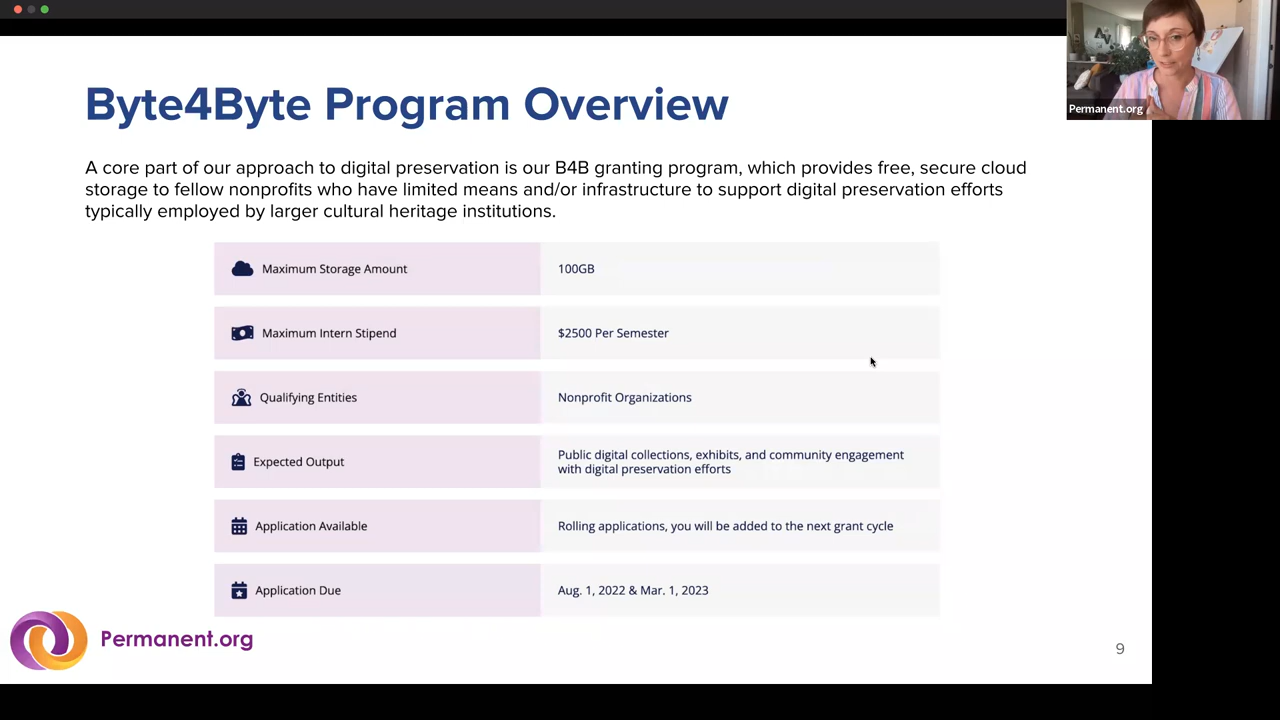 Byte4Byte Program Overview
A core part of our approach to digital preservation is our B4B granting program, which provides free, secure cloud
storage to fellow nonprofits who have limited means and/or infrastructure to support digital preservation efforts
typically employed by larger cultural heritage institutions.
Maximum Storage Amount
100GB
Maximum Intern Stipend
$2500 Per Semester
Qualifying Entities
Nonprofit Organizations
Expected Output
Public digital collections, exhibits, and community engagement
with digital preservation efforts
Application Available
Rolling applications, you will be added to the next grant cycle
Application Due
Aug. 1, 2022 & Mar. 1, 2023
Permanent.org
9
Permanent.org